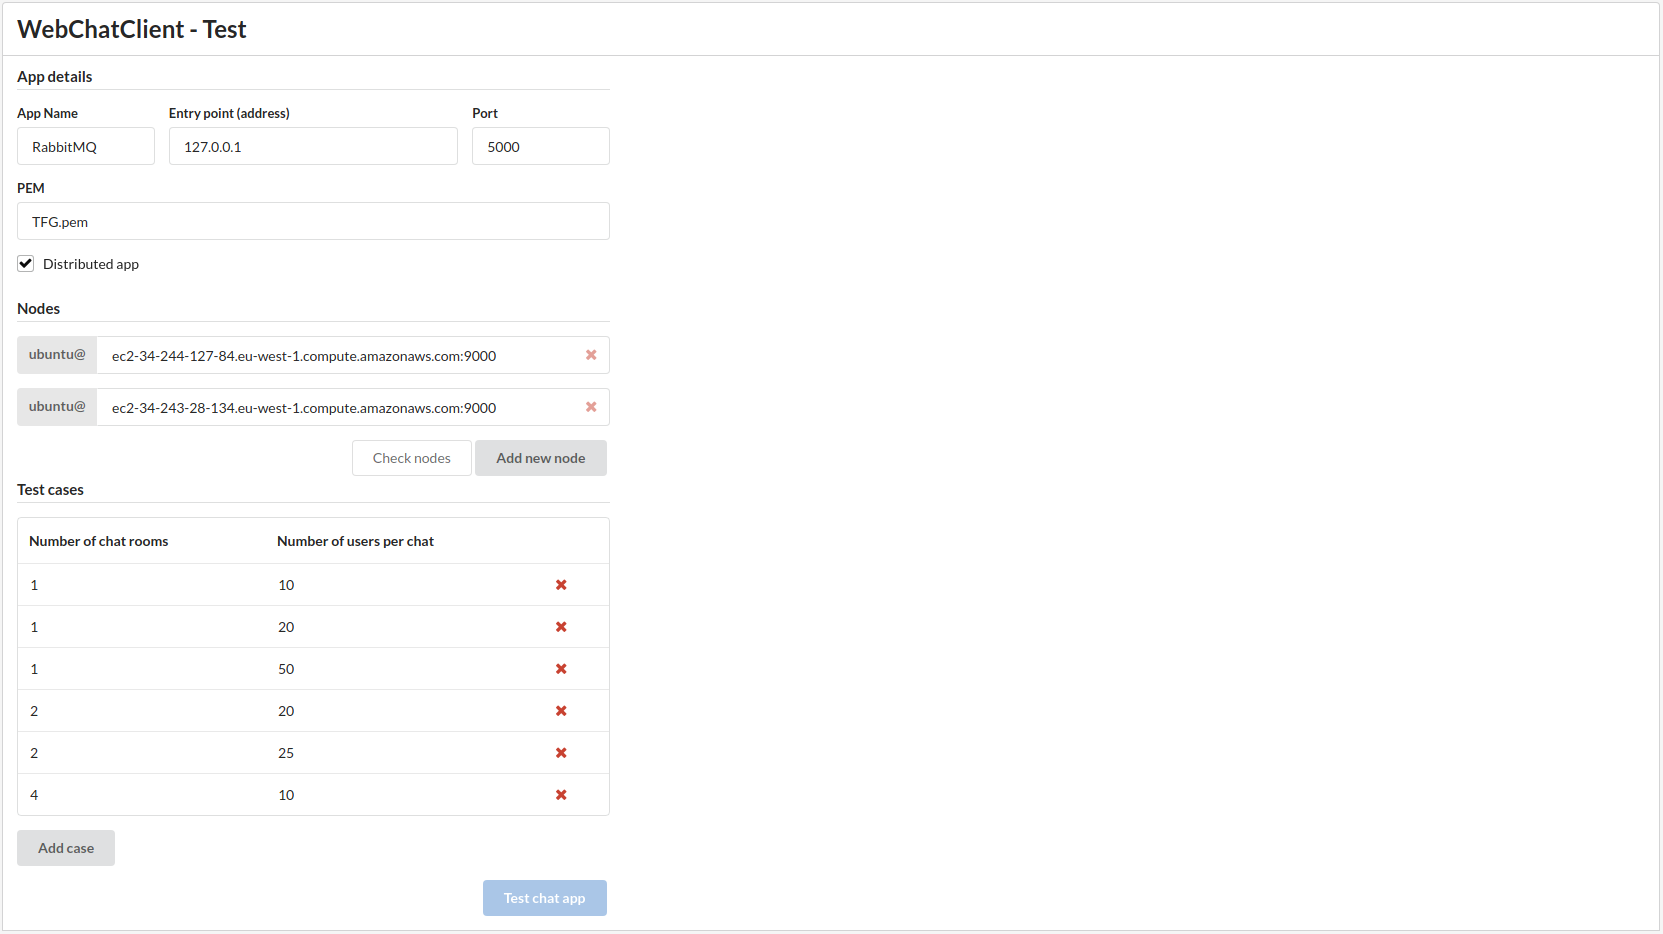 WebChatClient - Test
App details
App Name Entry point (address) Port
RabbitMQ 127.0.0.1 5000
PEM
TFG.pem
Distributed app
Nodes
ubuntu@ ec2-34-244-127-84.eu-west-1.compute.amazonaws.com:9000
ubuntu@ ec2-34-243-28-134.eu-west-1.compute.amazonaws.com:9000
Check nodes Add new node
Test cases
Number of chat rooms Number of users per chat
1 10
1 20
1 50
2 20
2 25
4 10
Add case
Test chat app